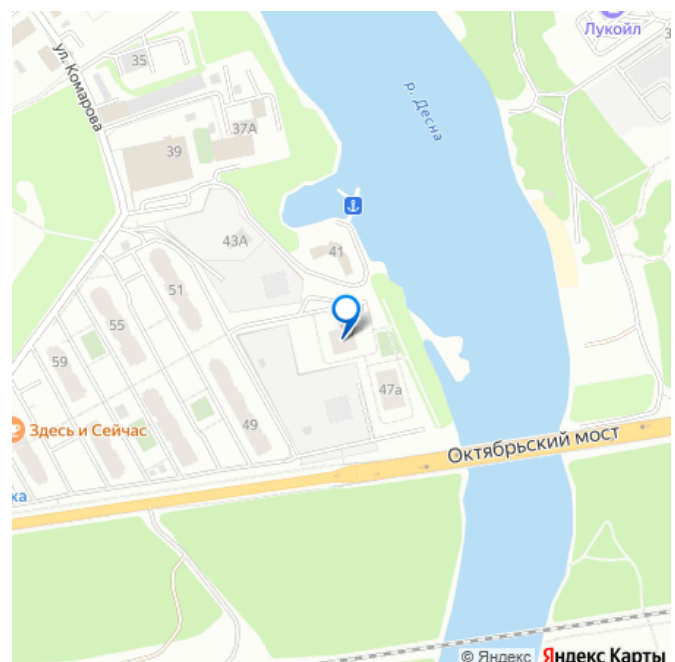 Лукойл
35
ул. Комарова
р. Десна
37А
39
43А
41
51
55
59
47а
49
Здесь и Сейчас
Октябрьский мост
ка
© Яндекс Яндекс Карты